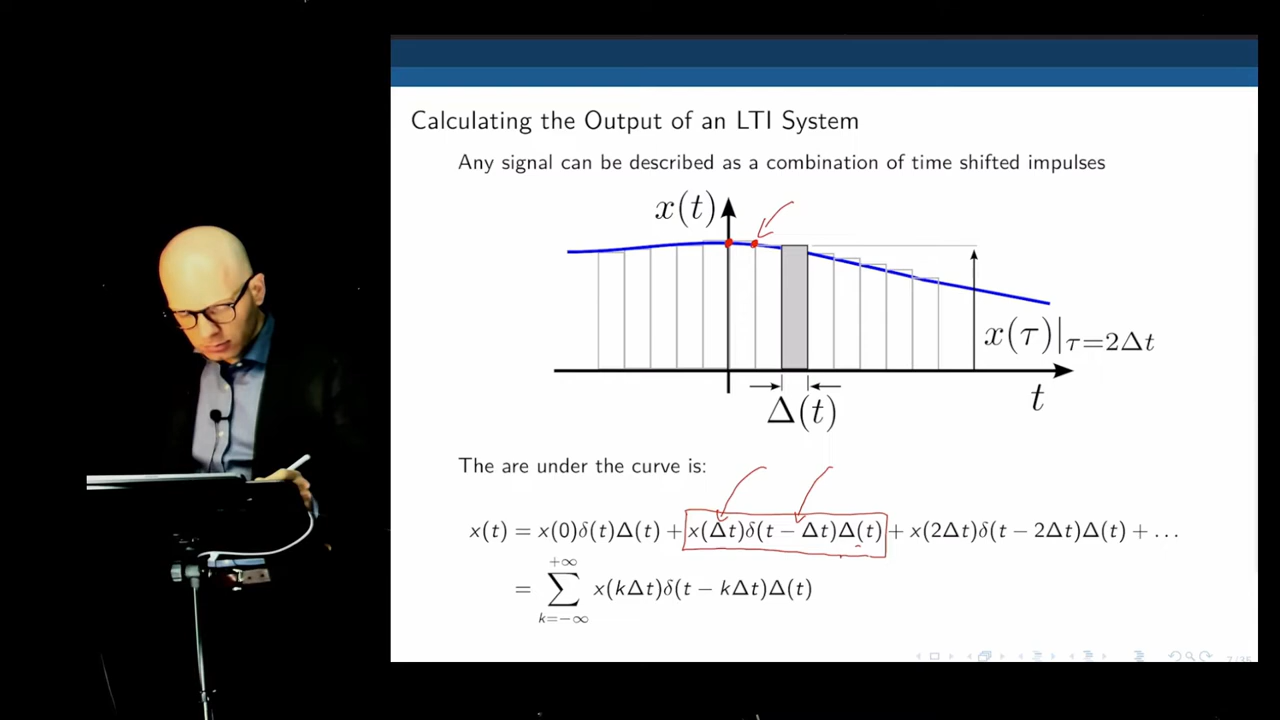 Calculating the Output of an LTI System
Any signal can be described as a combination of time shifted impulses
x(t)
x(τ)|τ=2Δt
t
Δ(t)
The are under the curve is:
x(t) = x(0)δ(t)Δ(t) + x(Δt)δ(t − Δt)Δ(t) + x(2Δt)δ(t − 2Δt)Δ(t) + ...
= ∑ k=−∞ +∞ x(kΔt)δ(t − kΔt)Δ(t)